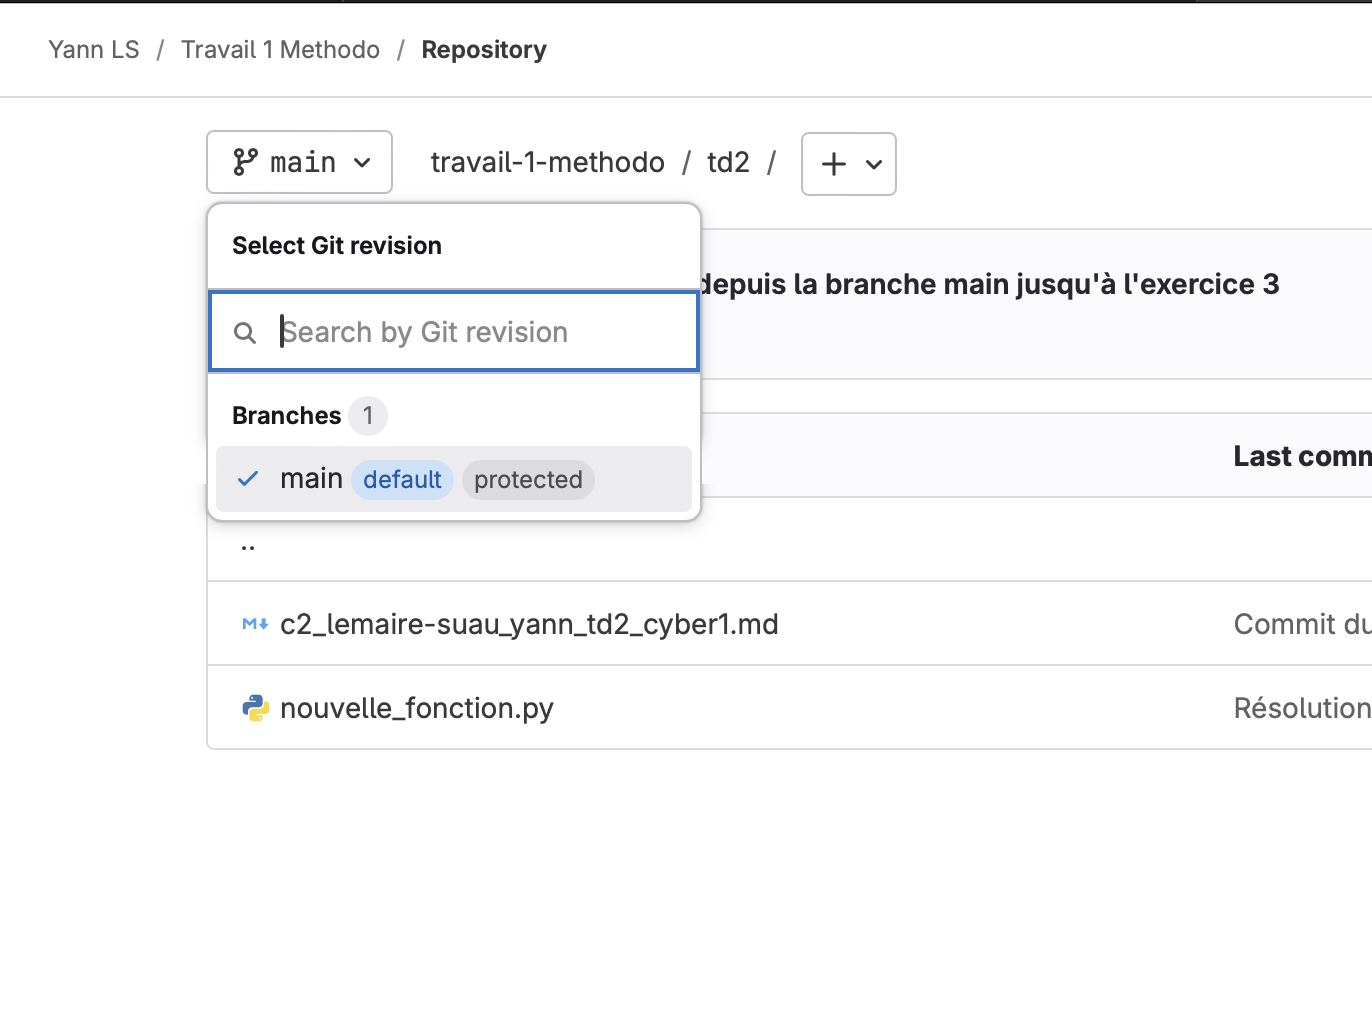 Yann LS / Travail 1 Methodo / Repository
main travail-1-methodo / td2 / +
Select Git revision
depuis la branche main jusqu'à l'exercice 3
Search by Git revision
Branches 1
Last comm
main default protected
..
c2_lemaire-suau_yann_td2_cyber1.md Commit du
nouvelle_fonction.py Résolution